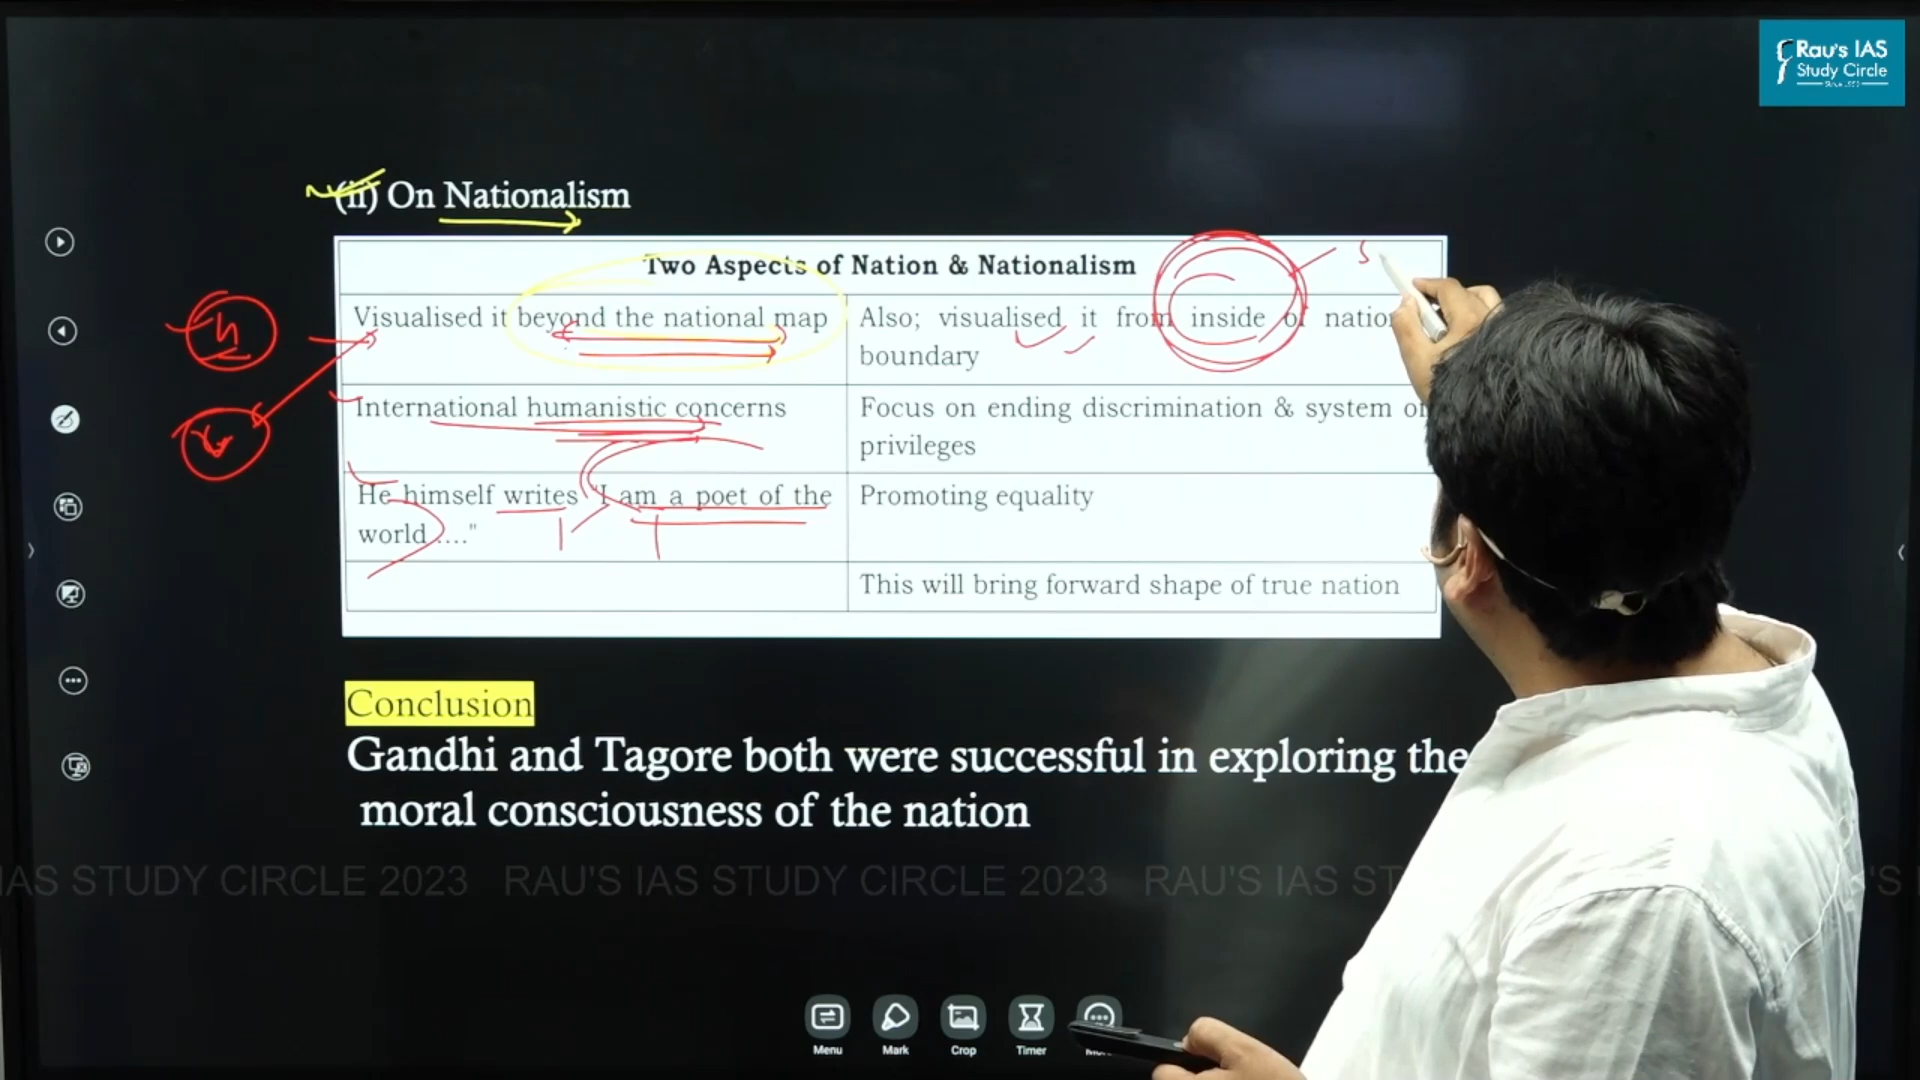 Rau's IAS
Study Circle
(ii) On Nationalism
Two Aspects of Nation & Nationalism
Visualised it beyond the national map
Also; visualised it from inside of nation
boundary
International humanistic concerns
Focus on ending discrimination & system of
privileges
He himself writes "I am a poet of the
world ...."
Promoting equality
This will bring forward shape of true nation
Conclusion
Gandhi and Tagore both were successful in exploring the
moral consciousness of the nation
IAS STUDY CIRCLE 2023 RAU'S IAS STUDY CIRCLE 2023 RAU'S IAS
Menu
Mark
Crop
Timer